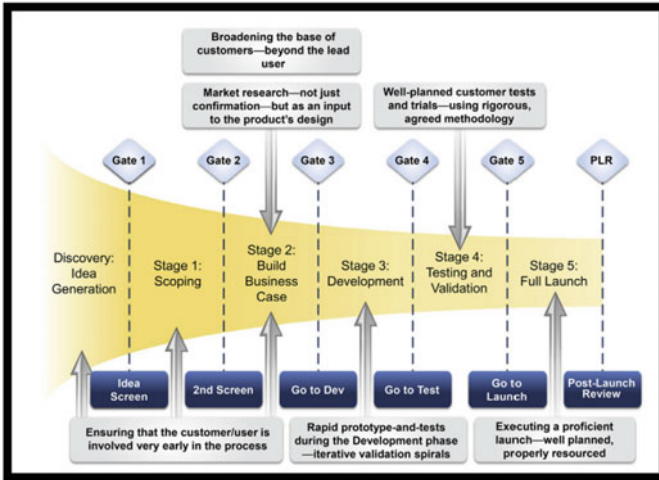 Broadening the base of
customers—beyond the lead
user
Market research—not just
confirmation—but as an input
to the product's design
Well-planned customer tests
and trials—using rigorous,
agreed methodology
Gate 1
Gate 2
Gate 3
Gate 4
Gate 5
PLR
Discovery:
Idea
Generation
Stage 1:
Scoping
Stage 2:
Build
Business
Case
Stage 3:
Development
Stage 4:
Testing and
Validation
Stage 5:
Full Launch
Idea
Screen
2nd Screen
Go to Dev
Go to Test
Go to
Launch
Post-Launch
Review
Ensuring that the customer/user is
involved very early in the process
Rapid prototype-and-tests
during the Development phase
—iterative validation spirals
Executing a proficient
launch—well planned,
properly resourced